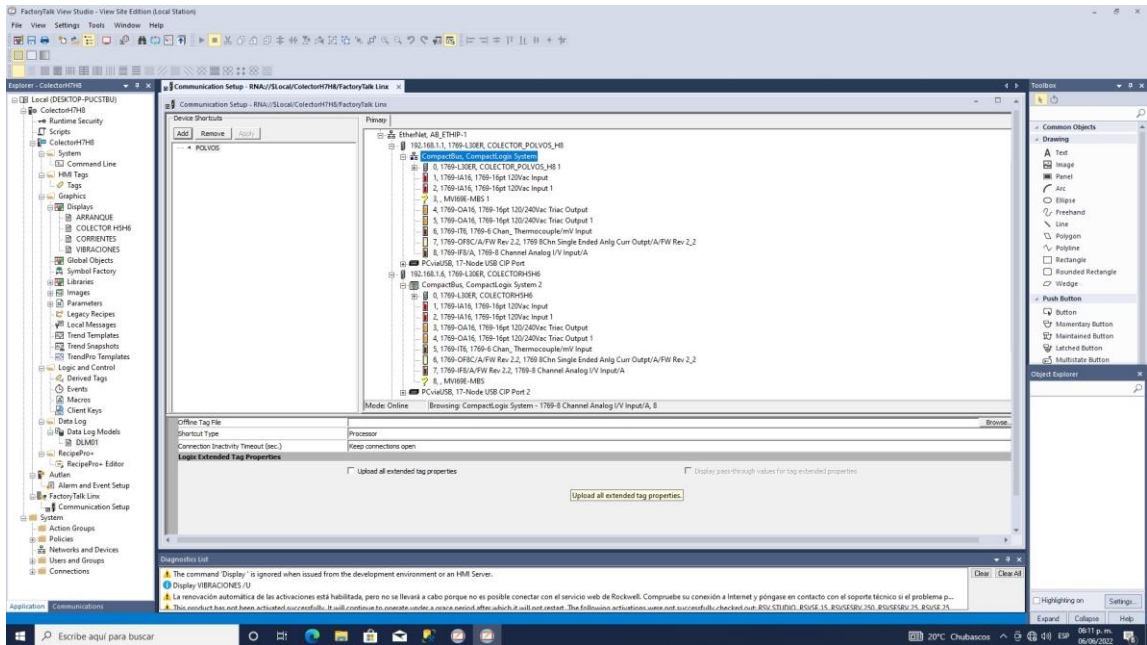 FactoryTalk View Studio - View Site Edition (Local Station)
File View Settings Tools Window Help
Explorer - ColectorH7H8
Local (DESKTOP-PUCSTBU)
ColectorH7H8
Runtime Security
Scripts
ColectorH7H8
System
Command Line
HMI Tags
Tags
Graphics
Displays
ARRANQUE
COLECTOR H5H6
CORRIENTES
VIBRACIONES
Global Objects
Symbol Factory
Libraries
Images
Parameters
Legacy Recipes
Local Messages
Trend Templates
Trend Snapshots
TrendPro Templates
Logic and Control
Derived Tags
Events
Macros
Client Keys
Data Log
Data Log Models
DLM01
RecipePro+
RecipePro+ Editor
Autlen
Alarm and Event Setup
FactoryTalk Linx
Communication Setup
System
Action Groups
Policies
Networks and Devices
Users and Groups
Connections
Application Communications
Communication Setup - RNA://$Local/ColectorH7H8/FactoryTalk Linx
Communication Setup - RNA://$Local/ColectorH7H8/FactoryTalk Linx
Device Shortcuts
Add Remove Apply
POLVOS
Primary
EtherNet, AB_ETHIP-1
192.168.1.1, 1769-L30ER, COLECTOR_POLVOS_H8
CompactBus, CompactLogix System
0, 1769-L30ER, COLECTOR_POLVOS_H8 1
1, 1769-IA16, 1769-16pt 120Vac Input
2, 1769-IA16, 1769-16pt 120Vac Input 1
3, , MVI69E-MBS 1
4, 1769-OA16, 1769-16pt 120/240Vac Triac Output
5, 1769-OA16, 1769-16pt 120/240Vac Triac Output 1
6, 1769-IT6, 1769-6 Chan_ Thermocouple/mV Input
7, 1769-OF8C/A/FW Rev 2.2, 1769 8Chn Single Ended Anlg Curr Outpt/A/FW Rev 2_2
8, 1769-IF8/A, 1769-8 Channel Analog I/V Input/A
PCviaUSB, 17-Node USB CIP Port
192.168.1.6, 1769-L30ER, COLECTORH5H6
CompactBus, CompactLogix System 2
0, 1769-L30ER, COLECTORH5H6
1, 1769-IA16, 1769-16pt 120Vac Input
2, 1769-IA16, 1769-16pt 120Vac Input 1
3, 1769-OA16, 1769-16pt 120/240Vac Triac Output
4, 1769-OA16, 1769-16pt 120/240Vac Triac Output 1
5, 1769-IT6, 1769-6 Chan_ Thermocouple/mV Input
6, 1769-OF8C/A/FW Rev 2.2, 1769 8Chn Single Ended Anlg Curr Outpt/A/FW Rev 2_2
7, 1769-IF8/A, 1769-8 Channel Analog I/V Input/A
8, , MVI69E-MBS
PCviaUSB, 17-Node USB CIP Port 2
Mode: Online Browsing: CompactLogix System - 1769-8 Channel Analog I/V Input/A, 8
Offline Tag File Browse...
Shortcut Type Processor
Connection Inactivity Timeout (sec.) Keep connections open
Logix Extended Tag Properties
Upload all extended tag properties Display pass-through values for tag extended properties
Upload all extended tag properties.
Diagnostics List
The command 'Display ' is ignored when issued from the development environment or an HMI Server. Clear Clear All
Display VIBRACIONES /U
La renovación automática de las activaciones está habilitada, pero no se llevará a cabo porque no es posible conectar con el servicio web de Rockwell. Compruebe su conexión a Internet y póngase en contacto con el soporte técnico si el problema p...
This product has not been activated successfully. It will continue to operate under a grace period after which it will not restart. The following activations were not successfully checked out: RSV.STUDIO, RSVSE.15, RSVSESRV.250, RSVSESRV.25, RSVSE.25,
Toolbox
Common Objects
Drawing
Text
Image
Panel
Arc
Ellipse
Freehand
Line
Polygon
Polyline
Rectangle
Rounded Rectangle
Wedge
Push Button
Button
Momentary Button
Maintained Button
Latched Button
Multistate Button
Object Explorer
Highlighting on Settings...
Expand Collapse Help
Escribe aquí para buscar
20°C Chubascos ESP 06:11 p. m.
06/06/2022